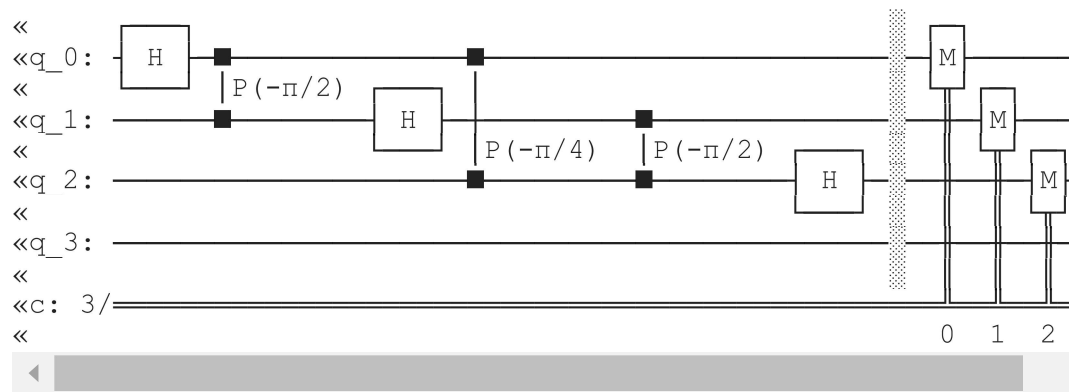 «
«q_0: H M
« P(-π/2)
«q_1: H M
« P(-π/4) P(-π/2)
«q 2: H M
«
«q_3:
«
«c: 3/
« 0 1 2